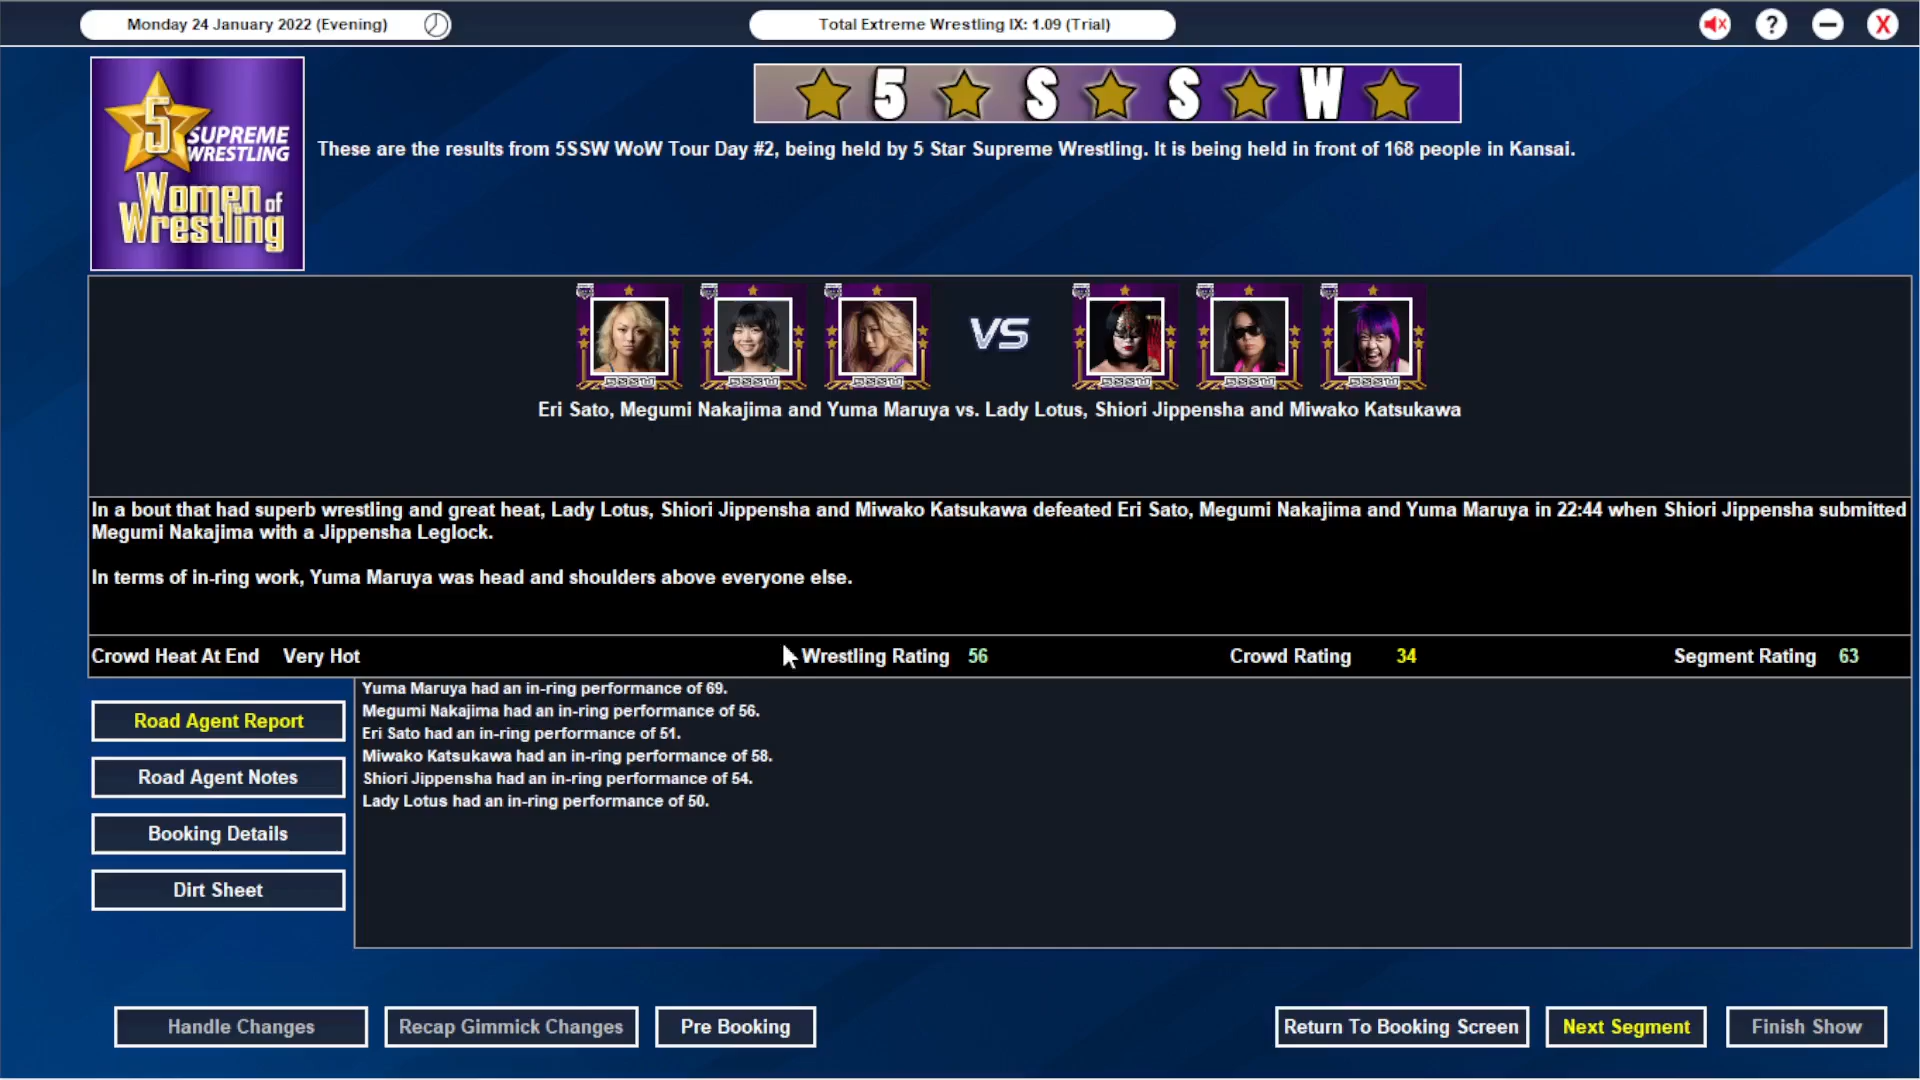 Monday 24 January 2022 (Evening)
Total Extreme Wrestling IX: 1.09 (Trial)
?
X
5
SUPREME
WRESTLING
Women of
Wrestling
5 S S W
These are the results from 5SSW WoW Tour Day #2, being held by 5 Star Supreme Wrestling. It is being held in front of 168 people in Kansai.
VS
Eri Sato, Megumi Nakajima and Yuma Maruya vs. Lady Lotus, Shiori Jippensha and Miwako Katsukawa
In a bout that had superb wrestling and great heat, Lady Lotus, Shiori Jippensha and Miwako Katsukawa defeated Eri Sato, Megumi Nakajima and Yuma Maruya in 22:44 when Shiori Jippensha submitted
Megumi Nakajima with a Jippensha Leglock.
In terms of in-ring work, Yuma Maruya was head and shoulders above everyone else.
Crowd Heat At End Very Hot Wrestling Rating 56 Crowd Rating 34 Segment Rating 63
Road Agent Report
Road Agent Notes
Booking Details
Dirt Sheet
Yuma Maruya had an in-ring performance of 69.
Megumi Nakajima had an in-ring performance of 56.
Eri Sato had an in-ring performance of 51.
Miwako Katsukawa had an in-ring performance of 58.
Shiori Jippensha had an in-ring performance of 54.
Lady Lotus had an in-ring performance of 50.
Handle Changes
Recap Gimmick Changes
Pre Booking
Return To Booking Screen
Next Segment
Finish Show